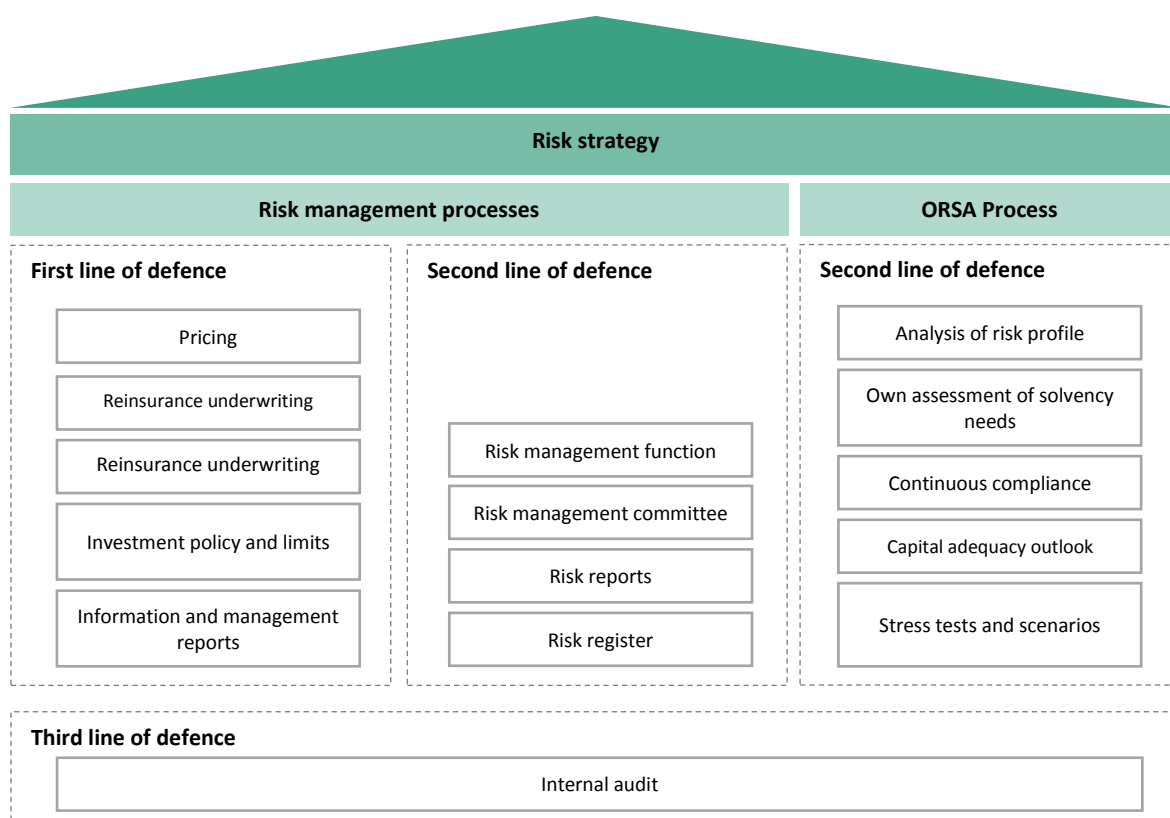 Risk strategy
Risk management processes
ORSA Process
First line of defence
Pricing
Reinsurance underwriting
Reinsurance underwriting
Investment policy and limits
Information and management
reports
Second line of defence
Risk management function
Risk management committee
Risk reports
Risk register
Second line of defence
Analysis of risk profile
Own assessment of solvency
needs
Continuous compliance
Capital adequacy outlook
Stress tests and scenarios
Third line of defence
Internal audit